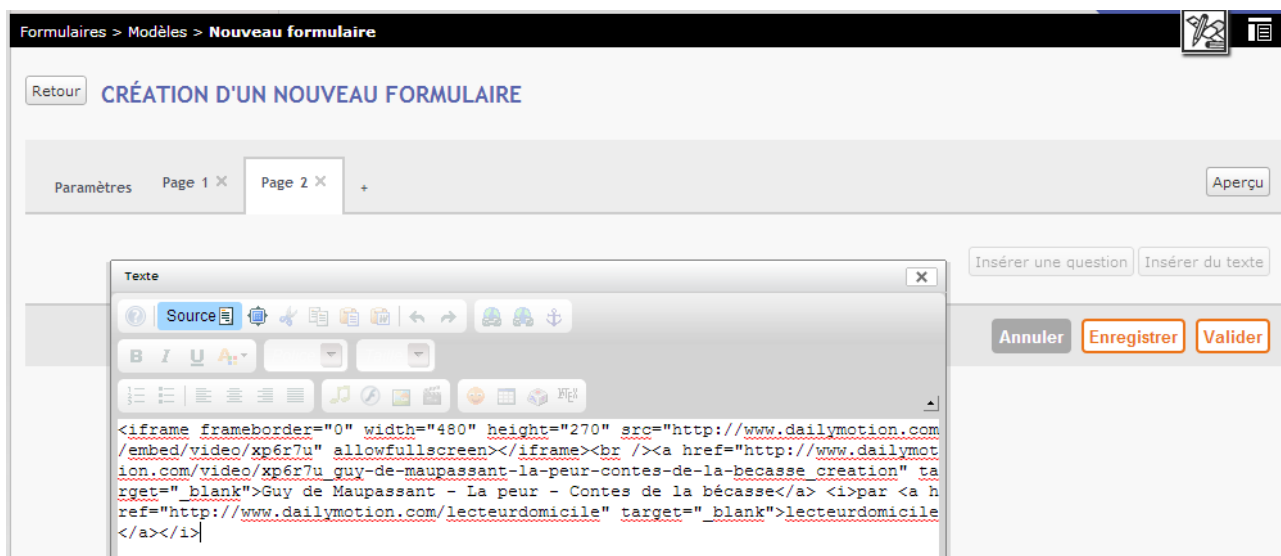 Formulaires > Modèles > Nouveau formulaire
Retour CRÉATION D'UN NOUVEAU FORMULAIRE
Paramètres Page 1 × Page 2 × + Aperçu
Insérer une question Insérer du texte
Texte
Source
Annuler Enregistrer Valider
B I U A
<iframe frameborder="0" width="480" height="270" src="http://www.dailymotion.com
/embed/video/xp6r7u" allowfullscreen></iframe><br /><a href="http://www.dailymot
ion.com/video/xp6r7u_guy-de-maupassant-la-peur-contes-de-la-becasse_creation" ta
rget="_blank">Guy de Maupassant - La peur - Contes de la bécasse</a> <i>par <a h
ref="http://www.dailymotion.com/lecteurdomicile" target="_blank">lecteurdomicile
</a></i>